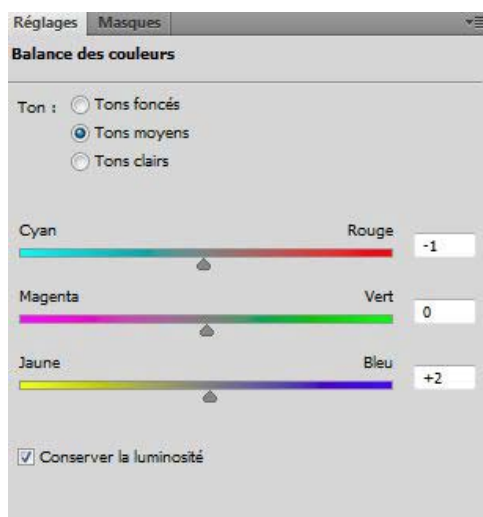 Réglages Masques
Balance des couleurs
Ton : Tons foncés
Tons moyens
Tons clairs
Cyan Rouge -1
Magenta Vert 0
Jaune Bleu +2
Conserver la luminosité